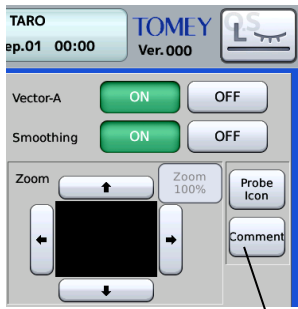 TARO
ep.01 00:00
TOMEY
Ver.000
O.S
L
Vector-A ON OFF
Smoothing ON OFF
Zoom
Zoom
100%
Probe
Icon
Comment